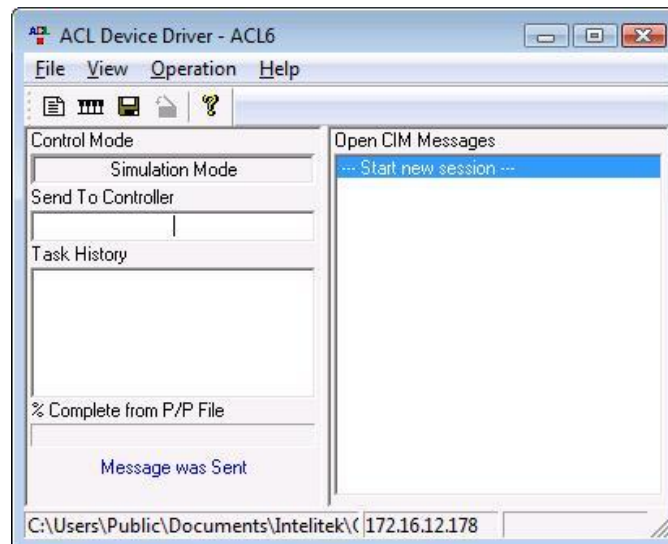 ACL Device Driver - ACL6
File View Operation Help
Control Mode
Simulation Mode
Send To Controller
Task History
% Complete from P/P File
Message was Sent
Open CIM Messages
--- Start new session ---
C:\Users\Public\Documents\Intelitek\( 172.16.12.178